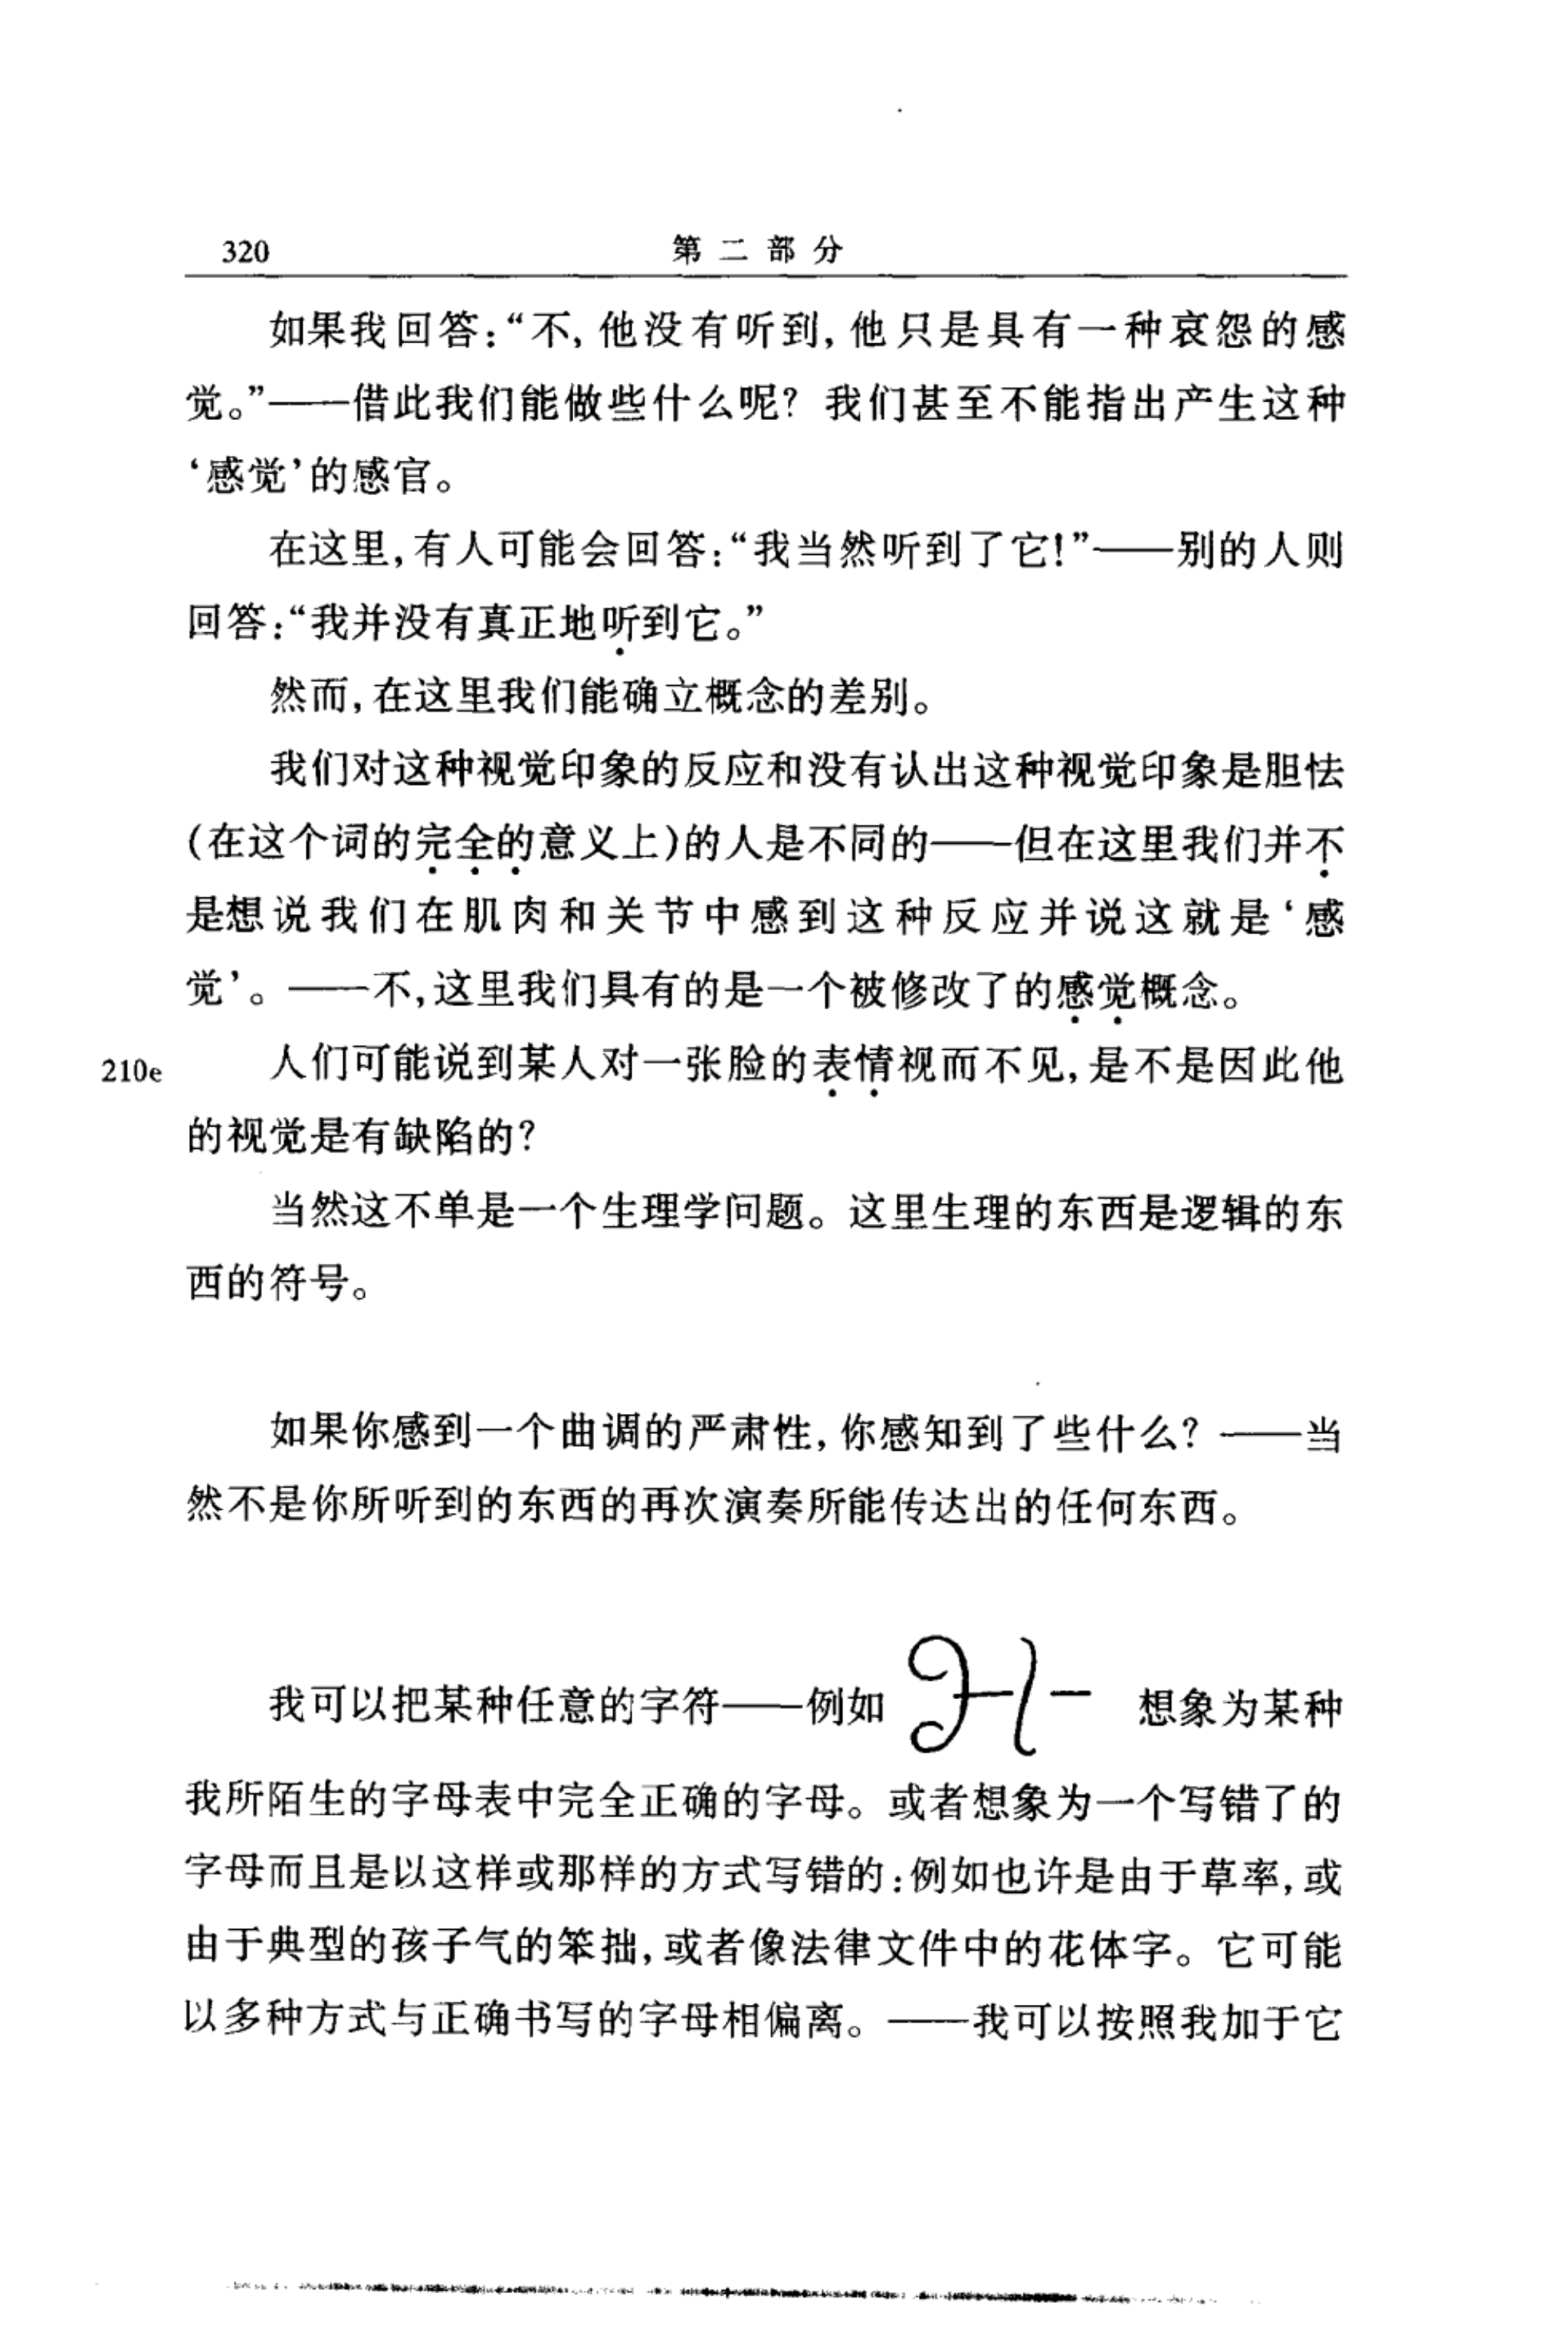 320
第二部分
如果我回答：“不，他没有听到，他只是具有一种哀怨的感
觉。”——借此我们能做些什么呢？我们甚至不能指出产生这种
‘感觉’的感官。
在这里，有人可能会回答：“我当然听到了它！”——别的人则
回答：“我并没有真正地听到它。”
然而，在这里我们能确立概念的差别。
我们对这种视觉印象的反应和没有认出这种视觉印象是胆怯
（在这个词的完全的意义上）的人是不同的——但在这里我们并不
是想说我们在肌肉和关节中感到这种反应并说这就是‘感
觉’。——不，这里我们具有的是一个被修改了的感觉概念。
210e
人们可能说到某人对一张脸的表情视而不见，是不是因此他
的视觉是有缺陷的？
当然这不单是一个生理学问题。这里生理的东西是逻辑的东
西的符号。
如果你感到一个曲调的严肃性，你感知到了些什么？——当
然不是你所听到的东西的再次演奏所能传达出的任何东西。
我可以把某种任意的字符——例如 想象为某种
我所陌生的字母表中完全正确的字母。或者想象为一个写错了的
字母而且是以这样或那样的方式写错的：例如也许是由于草率，或
由于典型的孩子气的笨拙，或者像法律文件中的花体字。它可能
以多种方式与正确书写的字母相偏离。——我可以按照我加于它